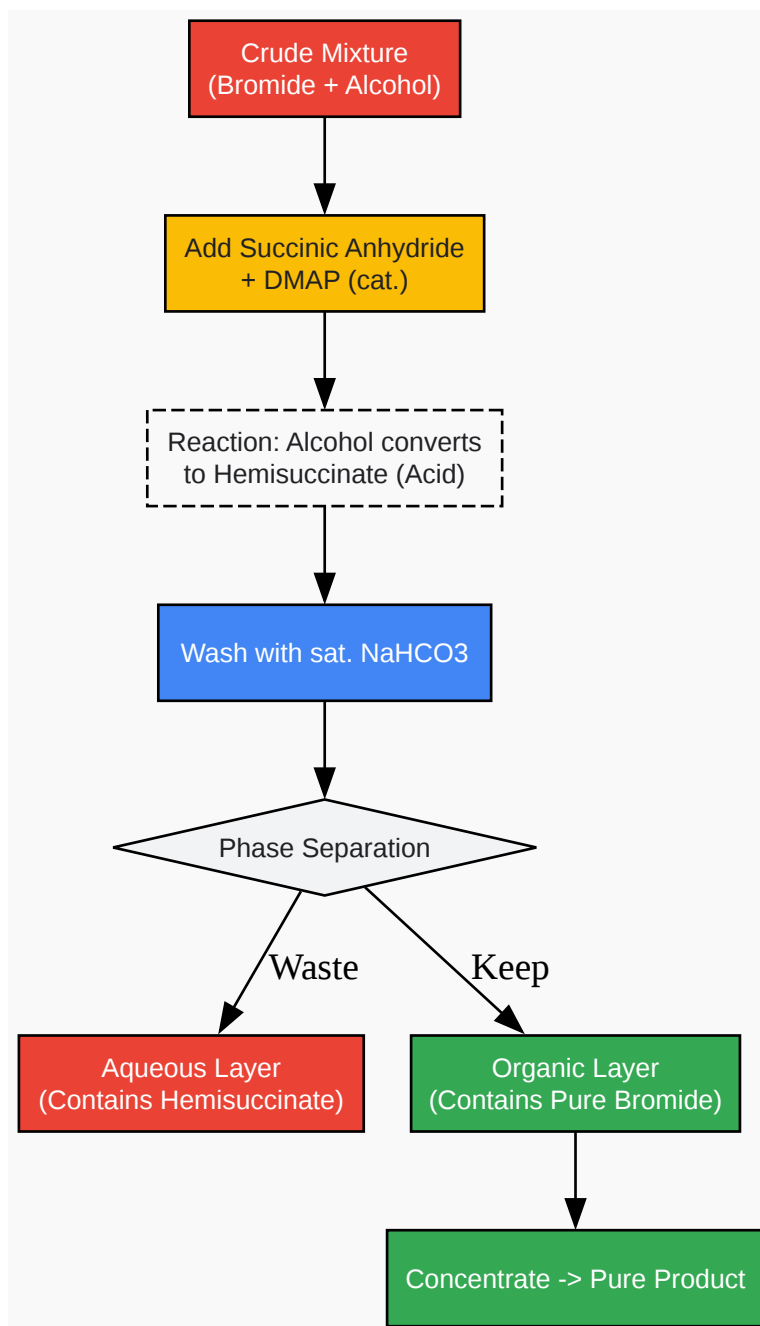 Crude Mixture
(Bromide + Alcohol)
Add Succinic Anhydride
+ DMAP (cat.)
Reaction: Alcohol converts
to Hemisuccinate (Acid)
Wash with sat. NaHCO3
Phase Separation
Waste
Keep
Aqueous Layer
(Contains Hemisuccinate)
Organic Layer
(Contains Pure Bromide)
Concentrate -> Pure Product